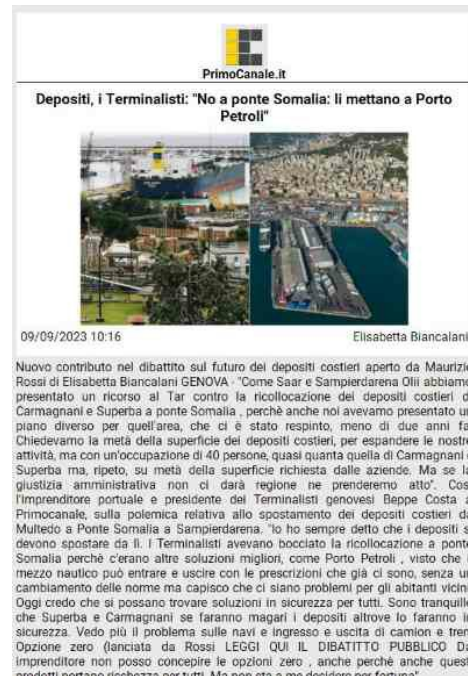 PrimoCanale.it
Depositi, i Terminalisti: "No a ponte Somalia: li mettano a Porto
Petroli"
09/09/2023 10:16
Elisabetta Biancalani
Nuovo contributo nel dibattito sul futuro dei depositi costieri aperto da Maurizio
Rossi di Elisabetta Biancalani GENOVA - "Come Saar e Sampierdarena Olii abbiamo
presentato un ricorso al Tar contro la ricollocazione dei depositi costieri di
Carmagnani e Superba a ponte Somalia , perchè anche noi avevamo presentato un
piano diverso per quell'area, che ci è stato respinto, meno di due anni fa.
Chiedevamo la metà della superficie dei depositi costieri, per espandere le nostre
attività, ma con un'occupazione di 40 persone, quasi quanta quella di Carmagnani e
Superba ma, ripeto, su metà della superficie richiesta dalle aziende. Ma se la
giustizia amministrativa non ci darà regione ne prenderemo atto". Così
l'imprenditore portuale e presidente dei Terminalisti genovesi Beppe Costa a
Primocanale, sulla polemica relativa allo spostamento dei depositi costieri da
Multedo a Ponte Somalia a Sampierdarena. "Io ho sempre detto che i depositi si
devono spostare da lì. I Terminalisti avevano bocciato la ricollocazione a ponte
Somalia perchè c'erano altre soluzioni migliori, come Porto Petroli , visto che il
mezzo nautico può entrare e uscire con le prescrizioni che già ci sono, senza un
cambiamento delle norme ma capisco che ci siano problemi per gli abitanti vicini.
Oggi credo che si possano trovare soluzioni in sicurezza per tutti. Sono tranquillo
che Superba e Carmagnani se faranno magari i depositi altrove lo faranno in
sicurezza. Vedo più il problema sulle navi e ingresso e uscita di camion e treni.
Opzione zero (lanciata da Rossi LEGGI QUI IL DIBATITTO PUBBLICO Da
imprenditore non posso concepire le opzioni zero , anche perchè anche questi
prodotti portano ricchezza per tutti. Ma non sta a me decidere per fortuna".